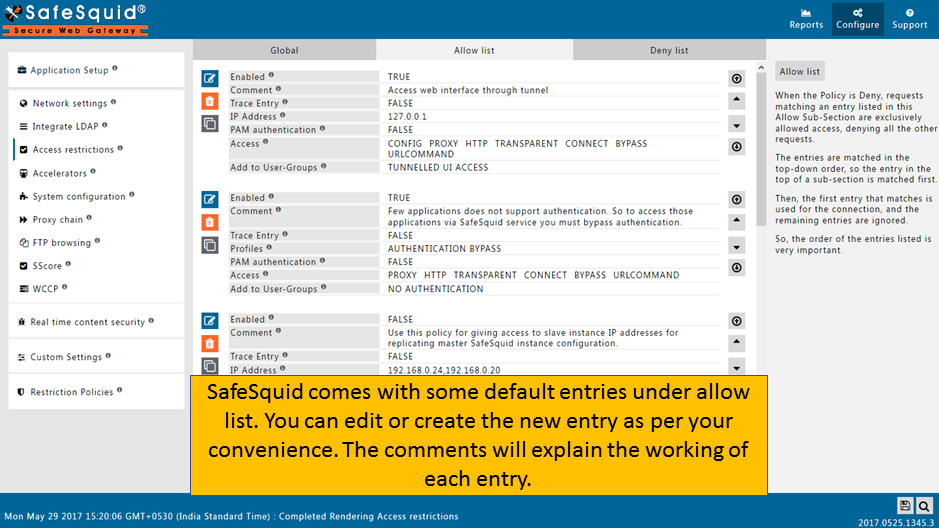 SafeSquid®
Secure Web Gateway
Reports
Configure
Support
Application Setup
Network settings
Integrate LDAP
Access restrictions
Accelerators
System configuration
Proxy chain
FTP browsing
SScore
WCCP
Real time content security
Custom Settings
Restriction Policies
Global
Allow list
Deny list
Enabled TRUE
Comment Access web interface through tunnel
Trace Entry FALSE
IP Address 127.0.0.1
PAM authentication FALSE
Access CONFIG PROXY HTTP TRANSPARENT CONNECT BYPASS
URLCOMMAND
Add to User-Groups TUNNELLED UI ACCESS
Enabled TRUE
Comment Few applications does not support authentication. So to access those
applications via SafeSquid service you must bypass authentication.
Trace Entry FALSE
Profiles AUTHENTICATION BYPASS
PAM authentication FALSE
Access PROXY HTTP TRANSPARENT CONNECT BYPASS URLCOMMAND
Add to User-Groups NO AUTHENTICATION
Enabled FALSE
Comment Use this policy for giving access to slave instance IP addresses for
replicating master SafeSquid instance configuration.
Trace Entry FALSE
IP Address 192.168.0.24,192.168.0.20
Allow list
When the Policy is Deny, requests
matching an entry listed in this
Allow Sub-Section are exclusively
allowed access, denying all the other
requests.
The entries are matched in the
top-down order, so the entry in the
top of a sub-section is matched first.
Then, the first entry that matches is
used for the connection, and the
remaining entries are ignored.
So, the order of the entries listed is
very important.
SafeSquid comes with some default entries under allow
list. You can edit or create the new entry as per your
convenience. The comments will explain the working of
each entry.
Mon May 29 2017 15:20:06 GMT+0530 (India Standard Time) : Completed Rendering Access restrictions
2017.0525.1345.3